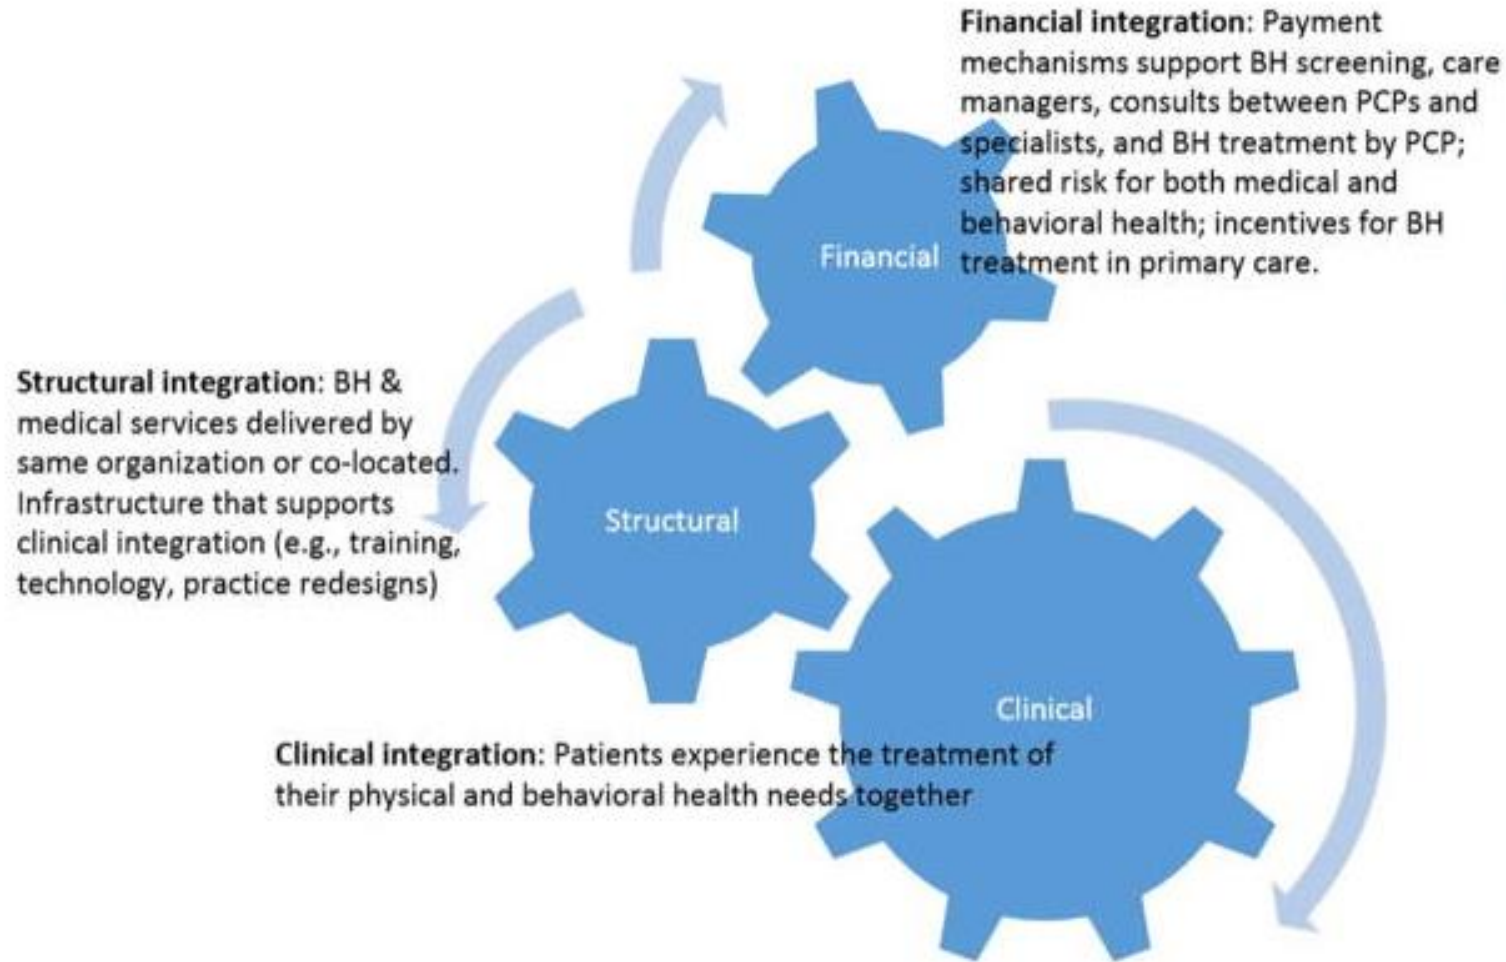 Financial integration: Payment
mechanisms support BH screening, care
managers, consults between PCPs and
specialists, and BH treatment by PCP;
shared risk for both medical and
behavioral health; incentives for BH
treatment in primary care.
Financial
Structural integration: BH &
medical services delivered by
same organization or co-located.
Infrastructure that supports
clinical integration (e.g., training,
technology, practice redesigns)
Structural
Clinical
Clinical integration: Patients experience the treatment of
their physical and behavioral health needs together